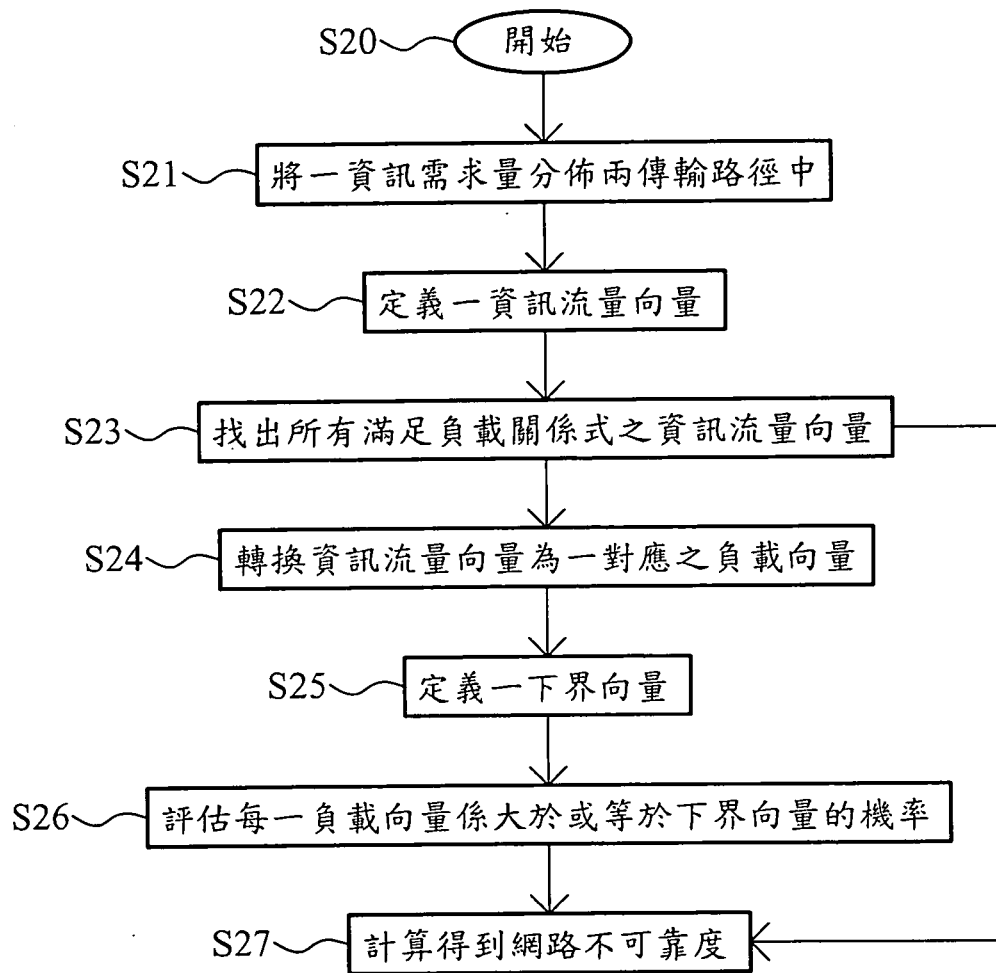 S20 開始
S21 將一資訊需求量分佈兩傳輸路徑中
S22 定義一資訊流量向量
S23 找出所有滿足負載關係式之資訊流量向量
S24 轉換資訊流量向量為一對應之負載向量
S25 定義一下界向量
S26 評估每一負載向量係大於或等於下界向量的機率
S27 計算得到網路不可靠度